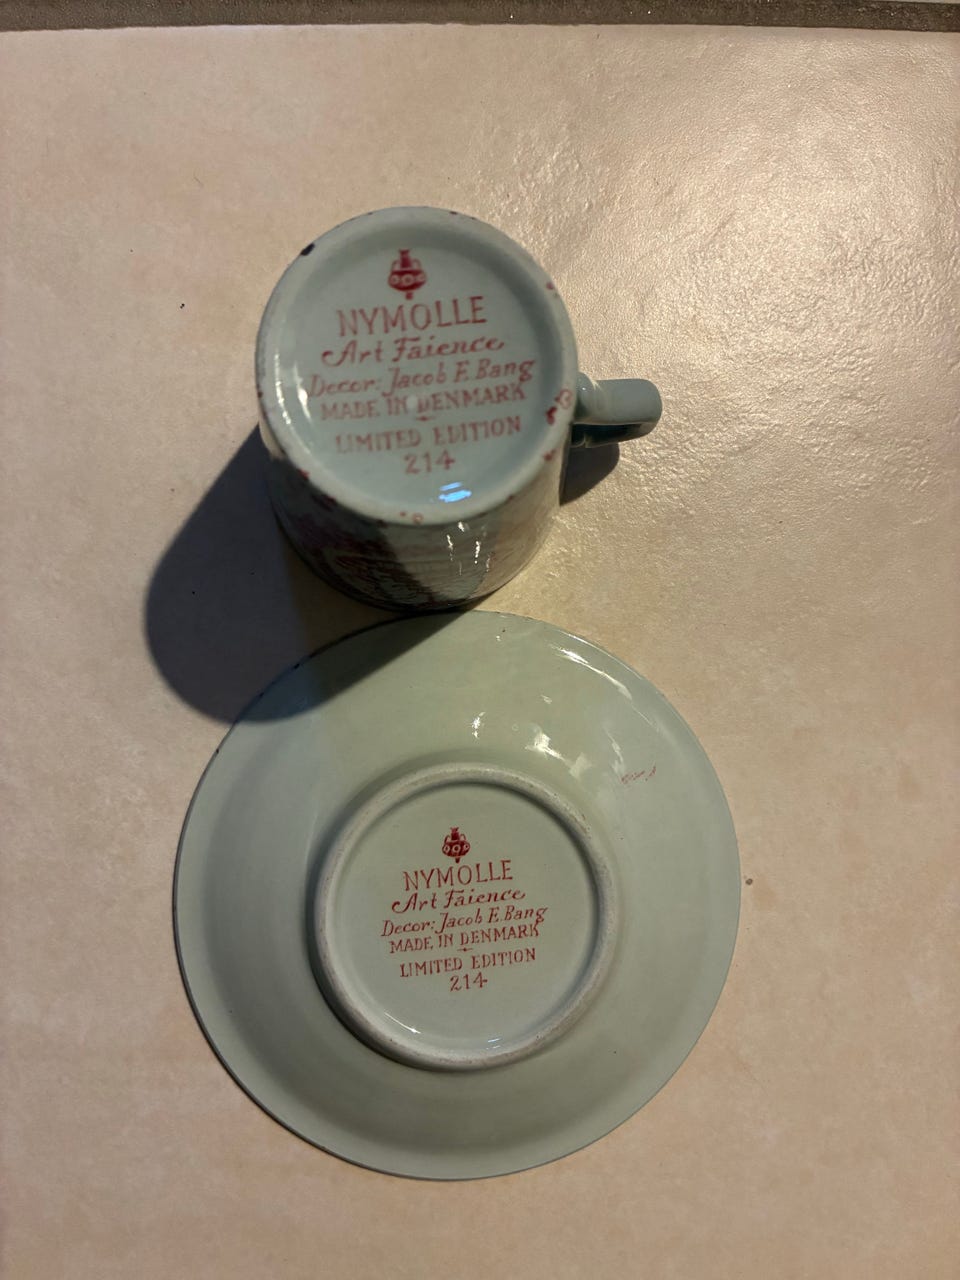 NYMOLLE
Art Faience
Decor: Jacob E. Bang
MADE IN DENMARK
LIMITED EDITION
214
NYMOLLE
Art Faience
Decor: Jacob E. Bang
MADE IN DENMARK
LIMITED EDITION
214